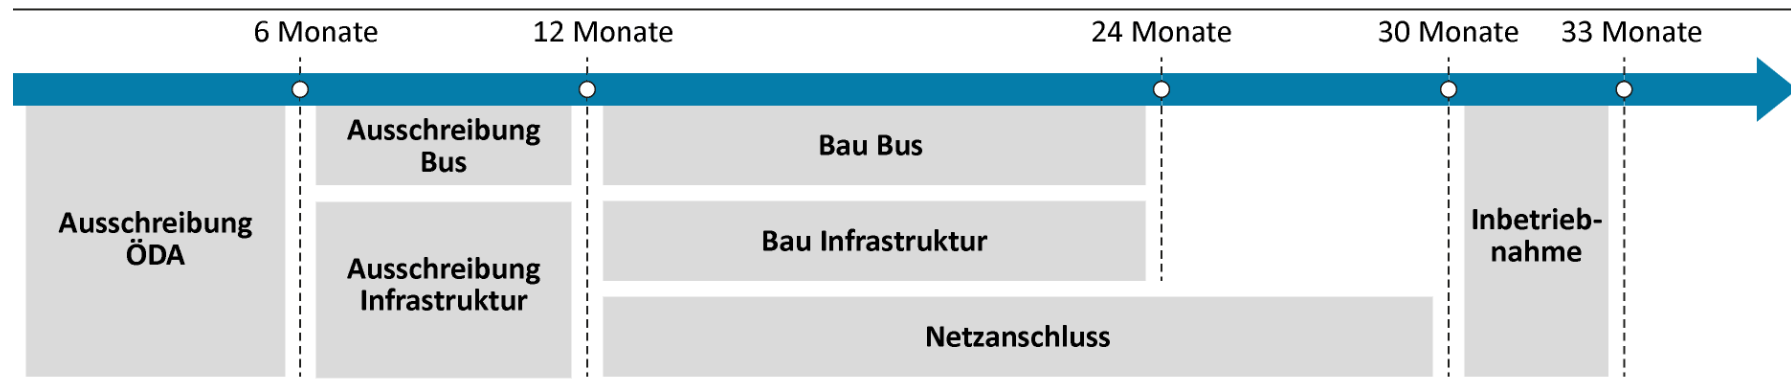 6 Monate
12 Monate
24 Monate
30 Monate
33 Monate
Ausschreibung
ÖDA
Ausschreibung
Bus
Ausschreibung
Infrastruktur
Bau Bus
Bau Infrastruktur
Netzanschluss
Inbetrieb-
nahme